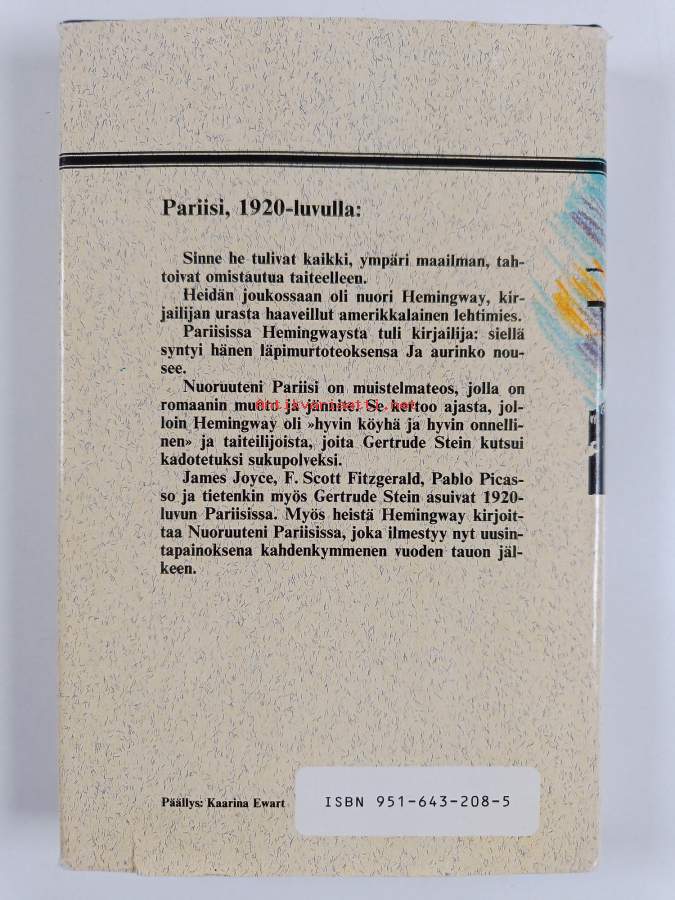 Pariisi, 1920-luvulla:
Sinne he tulivat kaikki, ympäri maailman, tah-
toivat omistautua taiteelleen.
Heidän joukossaan oli nuori Hemingway, kir-
jailijan urasta haaveillut amerikkalainen lehtimies.
Pariisissa Hemingwaysta tuli kirjailija: siellä
syntyi hänen läpimurtoteoksensa Ja aurinko nou-
see.
Nuoruuteni Pariisi on muistelmateos, jolla on
romaanin muoto ja jännite. Se kertoo ajasta, jol-
loin Hemingway oli »hyvin köyhä ja hyvin onnelli-
nen» ja taiteilijoista, joita Gertrude Stein kutsui
kadotetuksi sukupolveksi.
James Joyce, F. Scott Fitzgerald, Pablo Picas-
so ja tietenkin myös Gertrude Stein asuivat 1920-
luvun Pariisissa. Myös heistä Hemingway kirjoit-
taa Nuoruuteni Pariisissa, joka ilmestyy nyt uusin-
tapainoksena kahdenkymmenen vuoden tauon jäl-
keen.
Päällys: Kaarina Ewart
ISBN 951-643-208-5